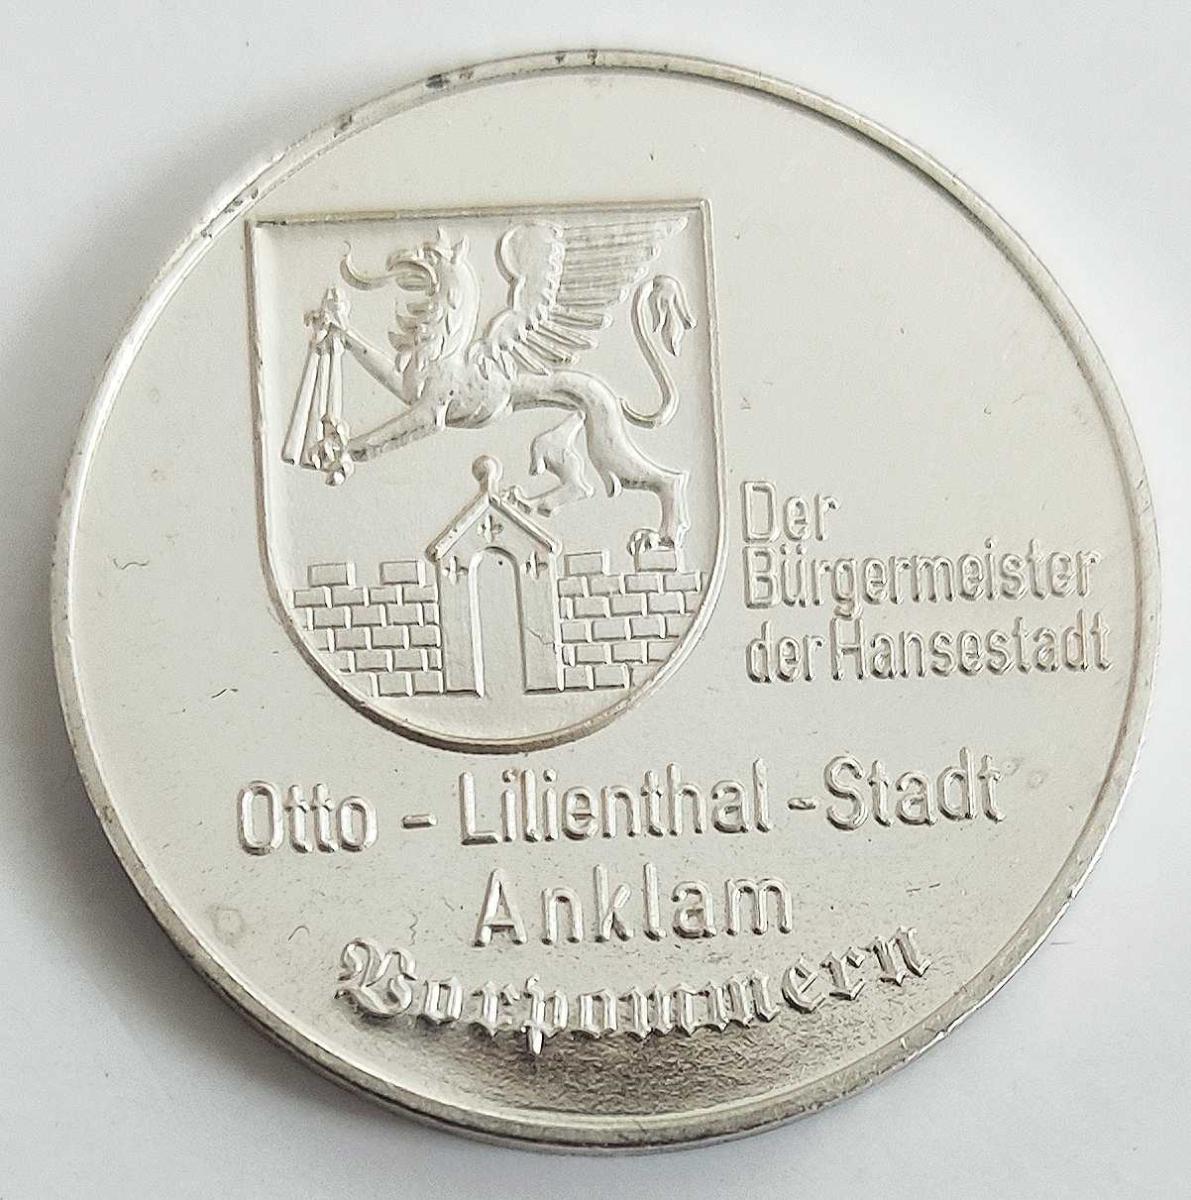 Der
Bürgermeister
der Hansestadt
Otto - Lilienthal - Stadt
Anklam
Vorpommern